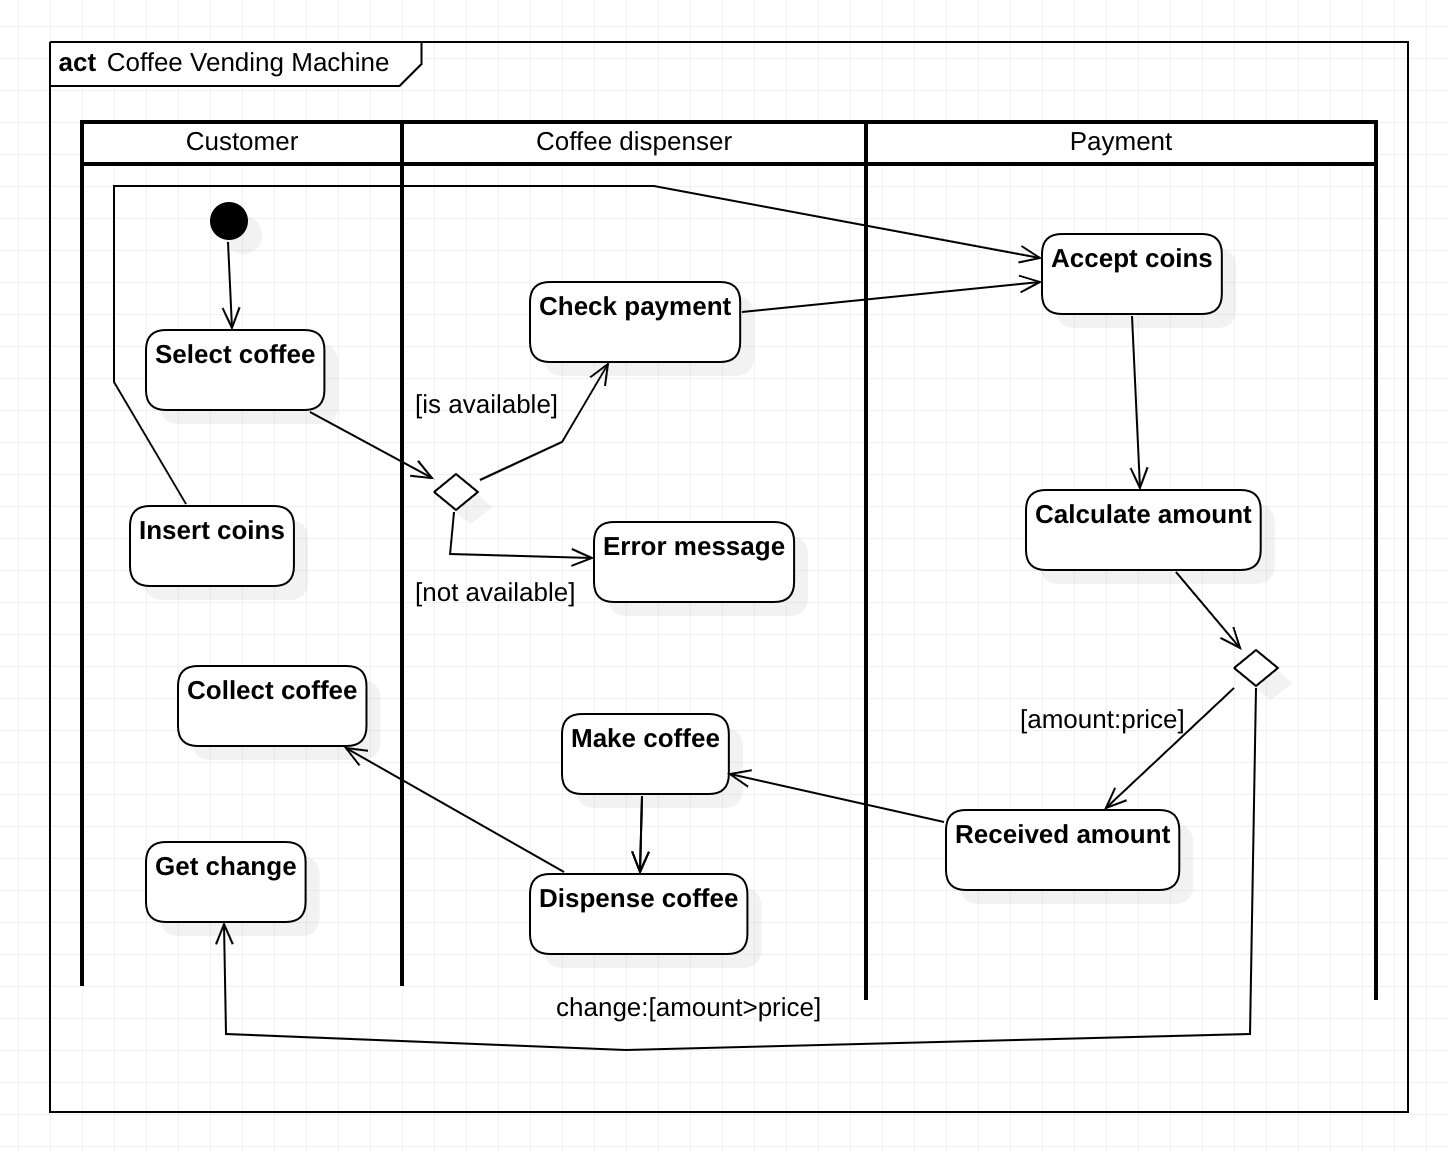 act Coffee Vending Machine
Customer
Coffee dispenser
Payment
Accept coins
Check payment
Select coffee
[is available]
Insert coins
Calculate amount
Error message
[not available]
Collect coffee
[amount:price]
Make coffee
Received amount
Get change
Dispense coffee
change:[amount>price]